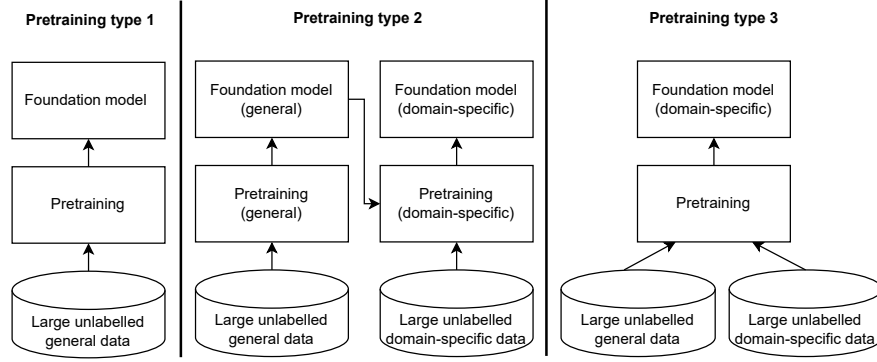 Pretraining type 1
Foundation model
Pretraining
Large unlabelled
general data
Pretraining type 2
Foundation model
(general)
Pretraining
(general)
Large unlabelled
general data
Foundation model
(domain-specific)
Pretraining
(domain-specific)
Large unlabelled
domain-specific data
Pretraining type 3
Foundation model
(domain-specific)
Pretraining
Large unlabelled
general data
Large unlabelled
domain-specific data